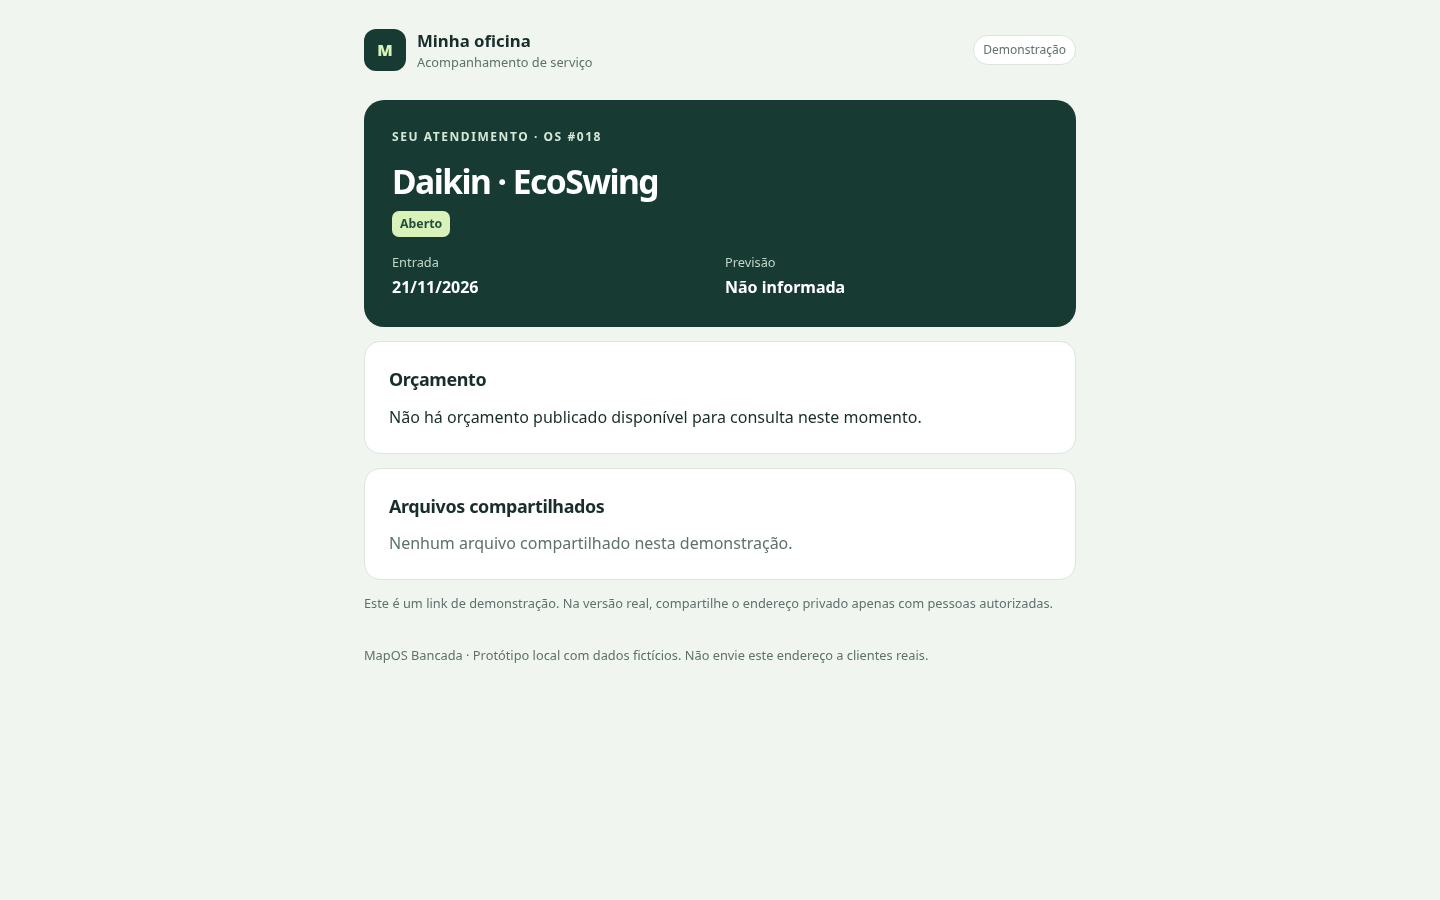 M
Minha oficina
Acompanhamento de serviço
Demonstração
SEU ATENDIMENTO · OS #018
Daikin · EcoSwing
Aberto
Entrada
21/11/2026
Previsão
Não informada
Orçamento
Não há orçamento publicado disponível para consulta neste momento.
Arquivos compartilhados
Nenhum arquivo compartilhado nesta demonstração.
Este é um link de demonstração. Na versão real, compartilhe o endereço privado apenas com pessoas autorizadas.
MapOS Bancada · Protótipo local com dados fictícios. Não envie este endereço a clientes reais.